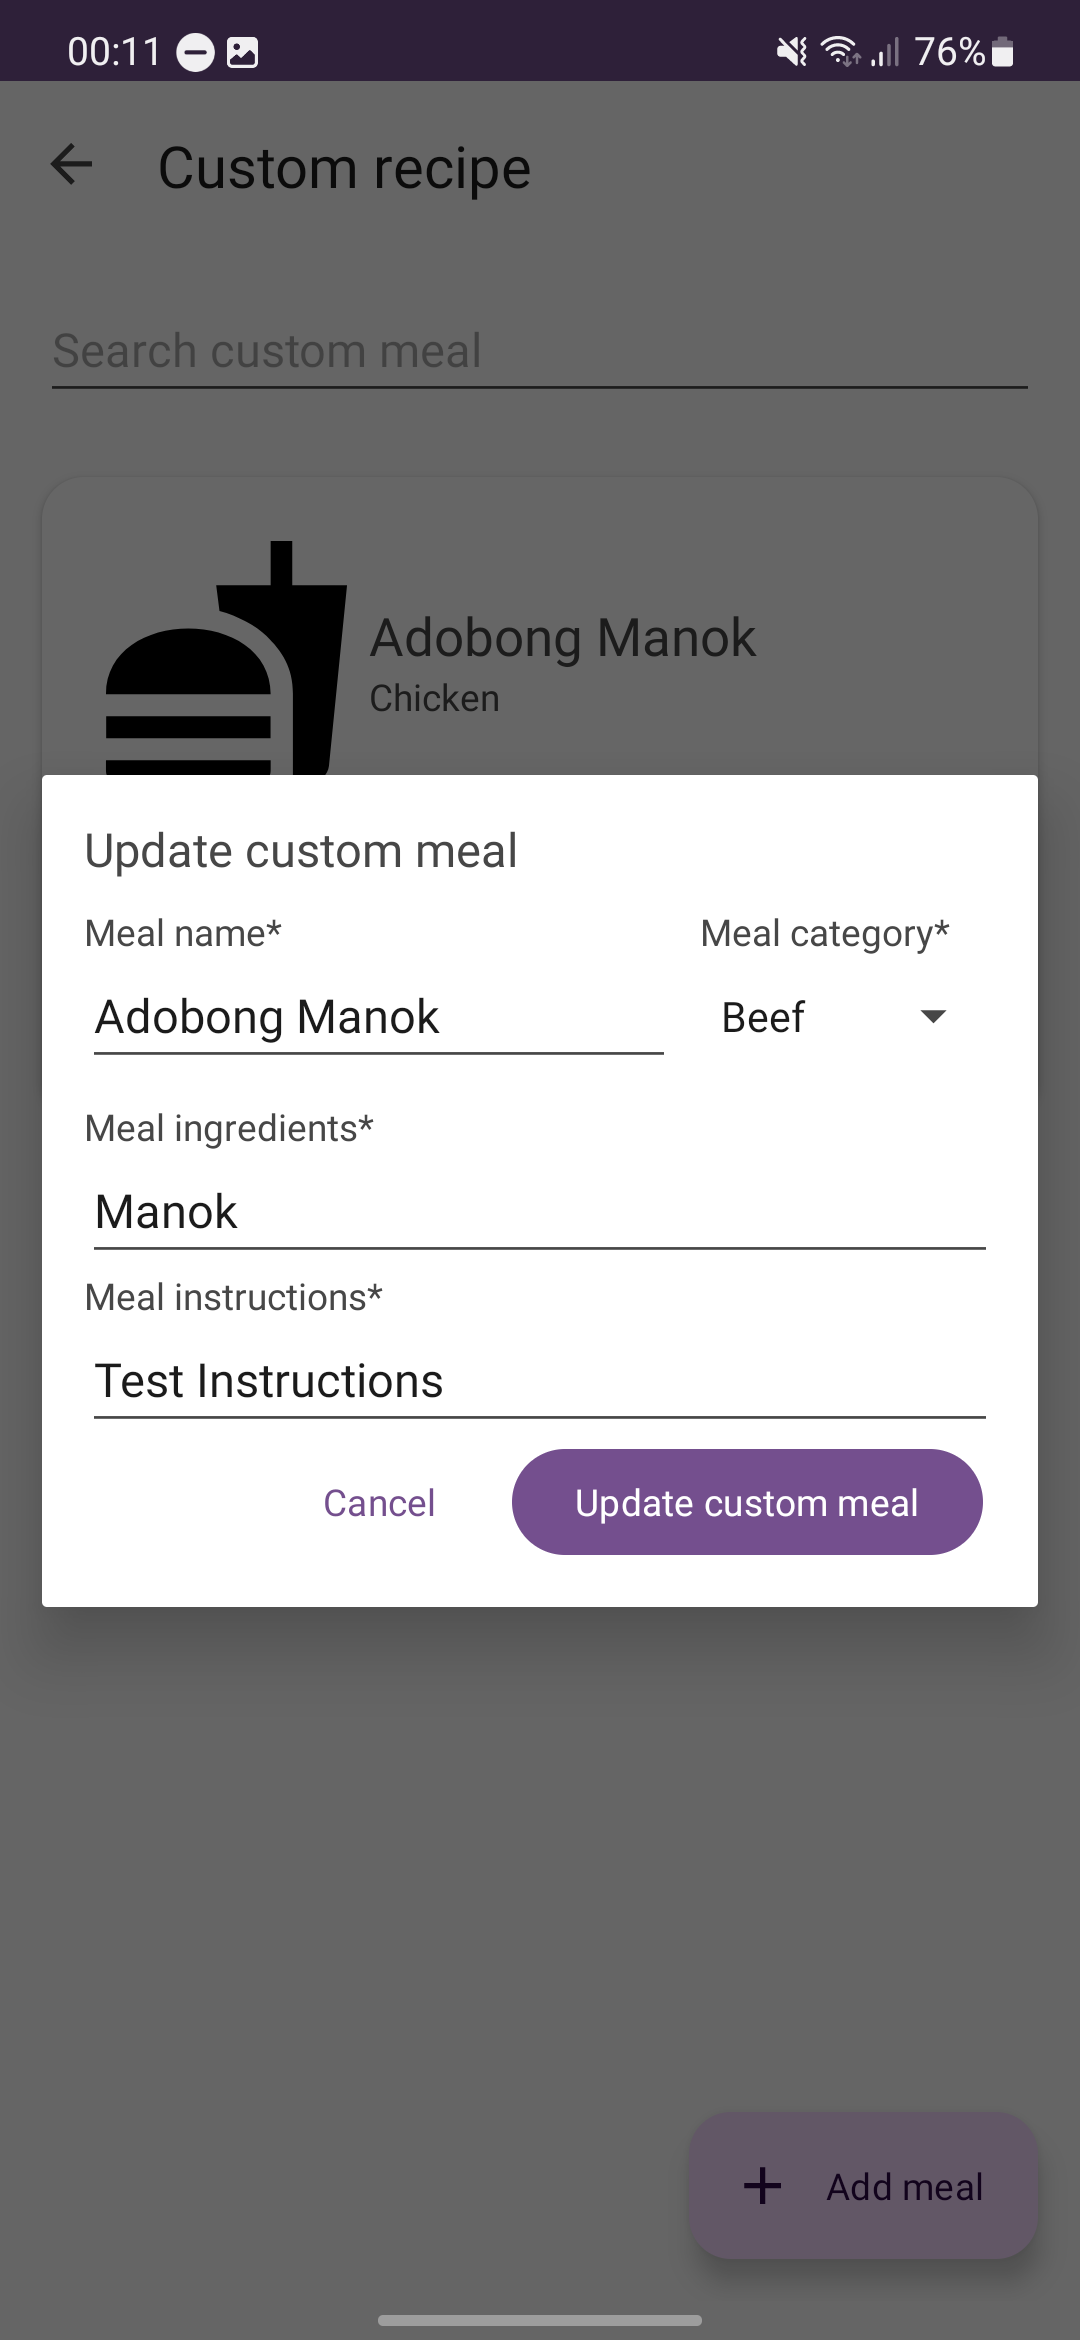 00:11 76%
Custom recipe
Search custom meal
Adobong Manok
Chicken
Update custom meal
Meal name* Meal category*
Adobong Manok Beef
Meal ingredients*
Manok
Meal instructions*
Test Instructions
Cancel Update custom meal
Add meal